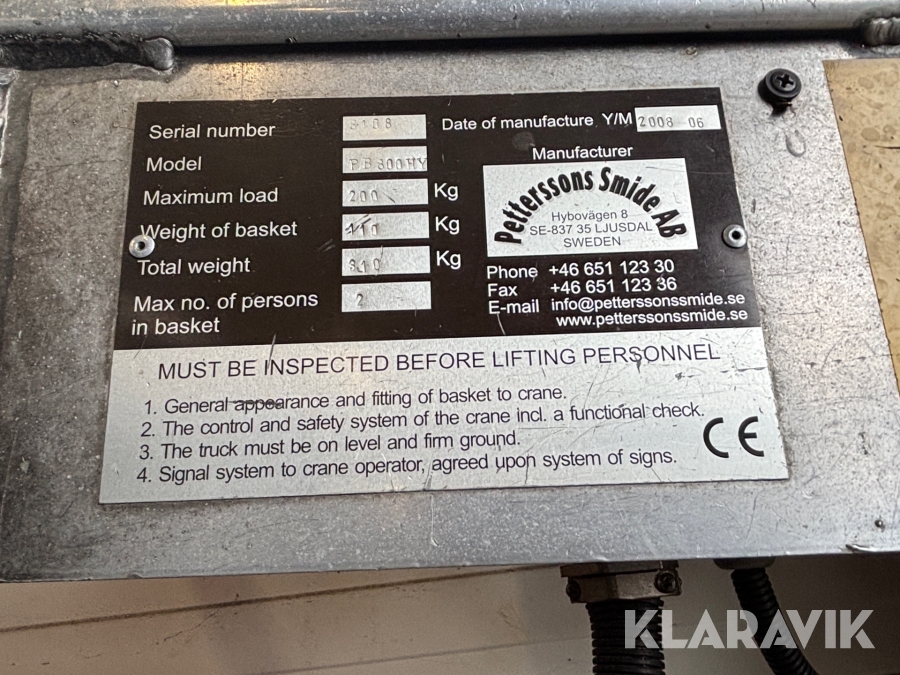 Serial number 8108 Date of manufacture Y/M 2008 06
Model PB600HY
Manufacturer
Maximum load 200 Kg
Petterssons Smide AB
Hybovägen 8
SE-837 35 LJUSDAL
SWEDEN
Weight of basket 110 Kg
Total weight 310 Kg
Max no. of persons
in basket 2
Phone +46 651 123 30
Fax +46 651 123 36
E-mail info@petterssonssmide.se
www.petterssonssmide.se
MUST BE INSPECTED BEFORE LIFTING PERSONNEL
1. General appearance and fitting of basket to crane.
2. The control and safety system of the crane incl. a functional check.
3. The truck must be on level and firm ground.
4. Signal system to crane operator, agreed upon system of signs.
CE
KLARAVIK